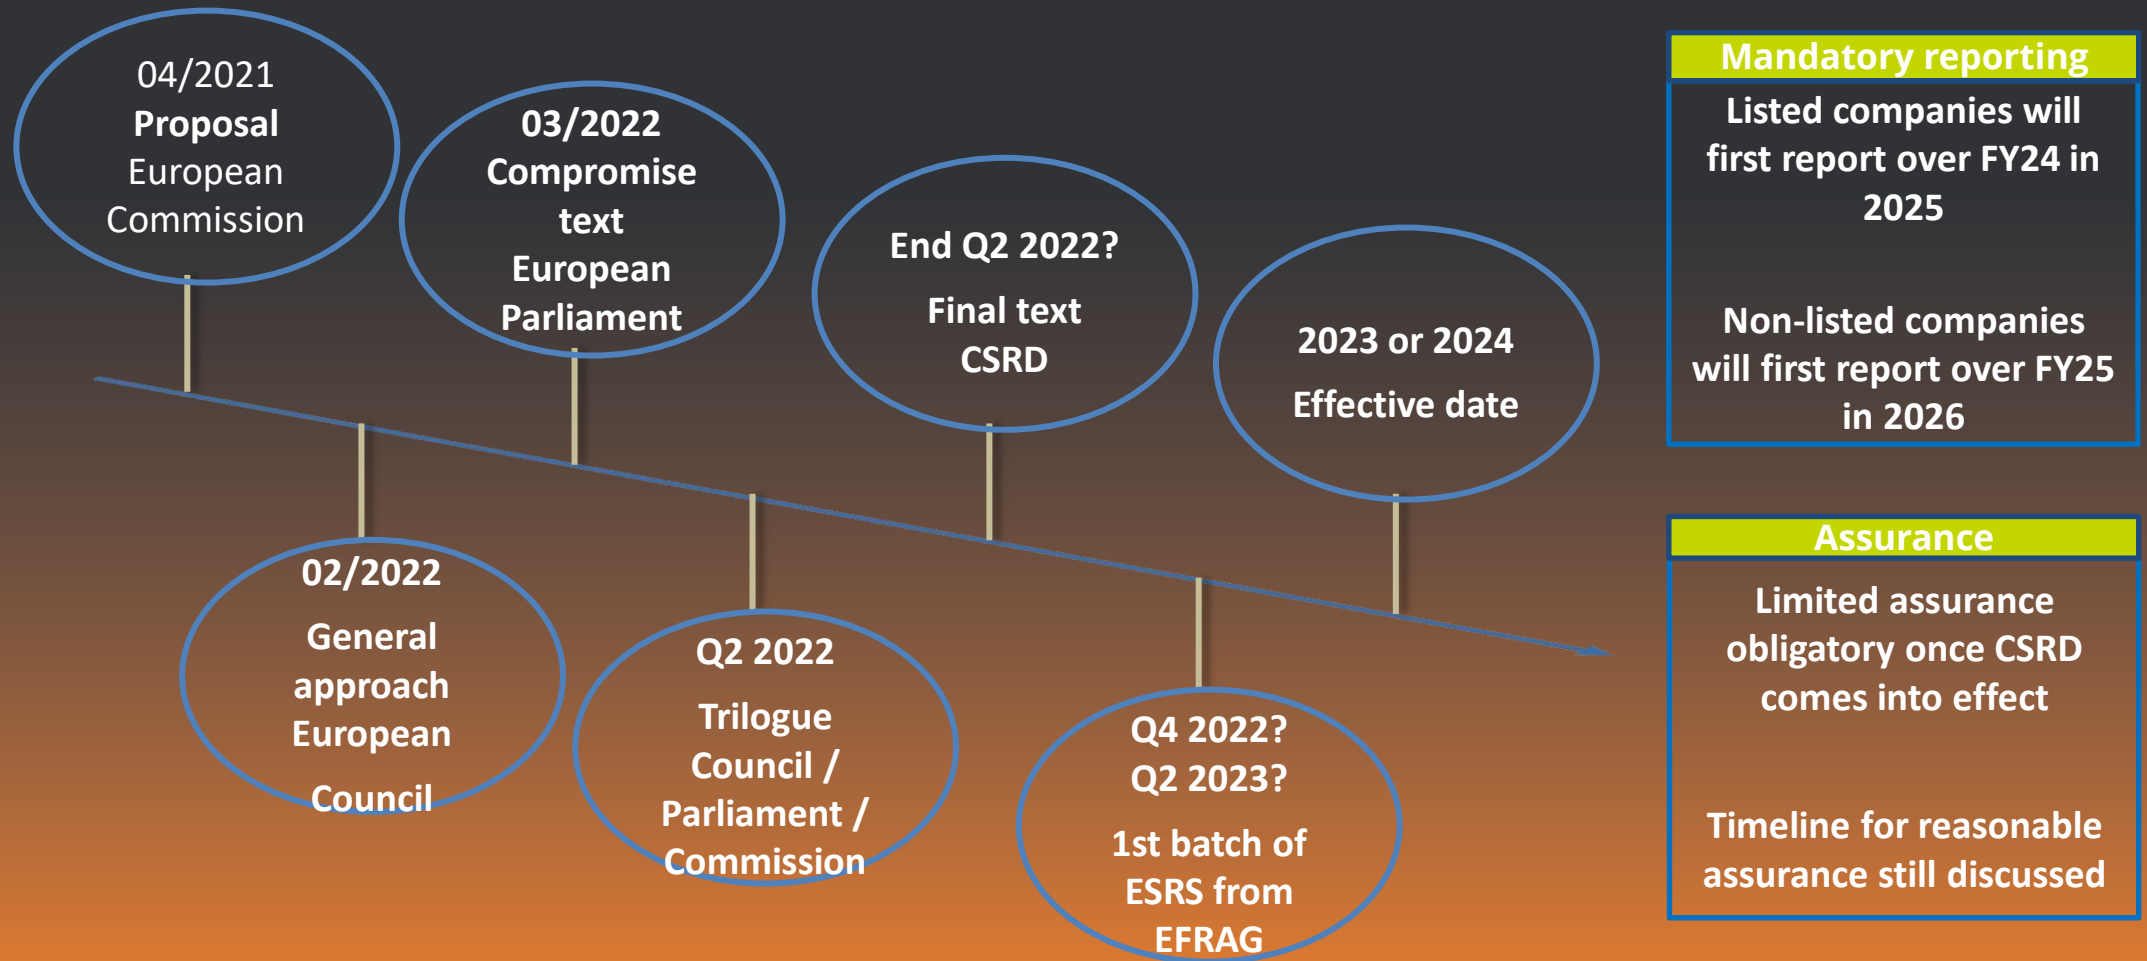 04/2021
Proposal
European
Commission
03/2022
Compromise
text
European
Parliament
End Q2 2022?
Final text
CSRD
2023 or 2024
Effective date
02/2022
General
approach
European
Council
Q2 2022
Trilogue
Council /
Parliament /
Commission
Q4 2022?
Q2 2023?
1st batch of
ESRS from
EFRAG
Mandatory reporting
Listed companies will
first report over FY24 in
2025
Non-listed companies
will first report over FY25
in 2026
Assurance
Limited assurance
obligatory once CSRD
comes into effect
Timeline for reasonable
assurance still discussed